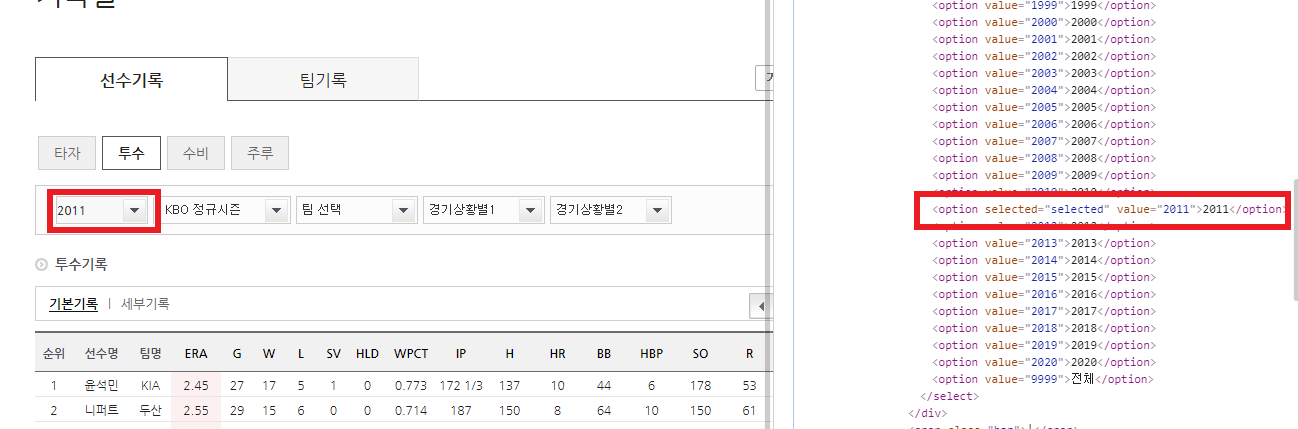 선수기록 팀기록
타자 투수 수비 주루
2011 KBO 정규시즌 팀 선택 경기상황별1 경기상황별2
투수기록
기본기록 | 세부기록
순위 선수명 팀명 ERA G W L SV HLD WPCT IP H HR BB HBP SO R
1 윤석민 KIA 2.45 27 17 5 1 0 0.773 172 1/3 137 10 44 6 178 53
2 니퍼트 두산 2.55 29 15 6 0 0 0.714 187 150 8 64 10 150 61
<option value="1999">1999</option>
<option value="2000">2000</option>
<option value="2001">2001</option>
<option value="2002">2002</option>
<option value="2003">2003</option>
<option value="2004">2004</option>
<option value="2005">2005</option>
<option value="2006">2006</option>
<option value="2007">2007</option>
<option value="2008">2008</option>
<option value="2009">2009</option>
<option selected="selected" value="2011">2011</option>
<option value="2013">2013</option>
<option value="2014">2014</option>
<option value="2015">2015</option>
<option value="2016">2016</option>
<option value="2017">2017</option>
<option value="2018">2018</option>
<option value="2019">2019</option>
<option value="2020">2020</option>
<option value="9999">전체</option>
</select>
</div>